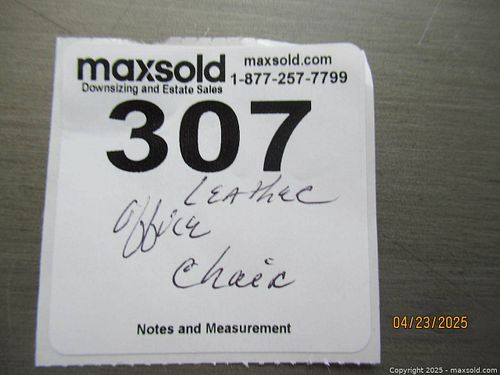 maxsold maxsold.com
Downsizing and Estate Sales 1-877-257-7799
307
Leather
office
Chair
Notes and Measurement
04/23/2025
Copyright © 2025 - maxsold.com